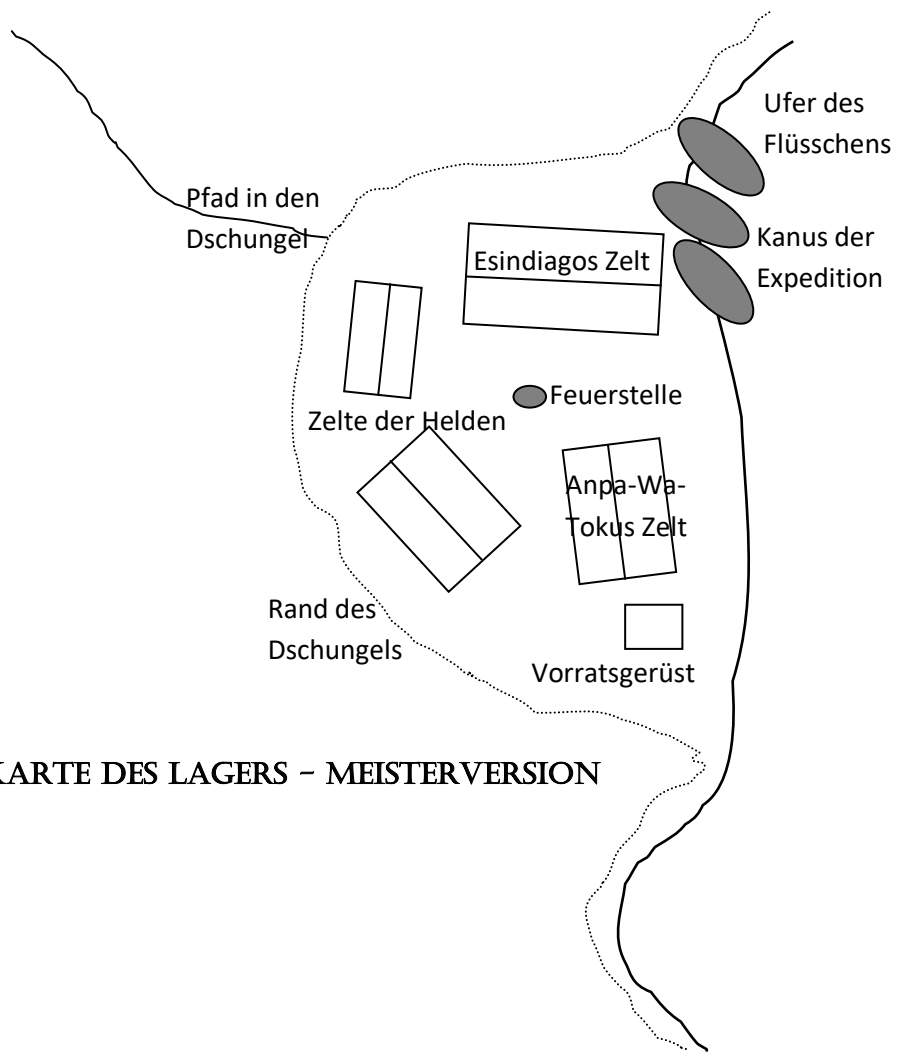 Ufer des
Flüsschens
Pfad in den
Dschungel
Kanus der
Expedition
Esindiagos Zelt
Feuerstelle
Zelte der Helden
Anpa-Wa-
Tokus Zelt
Rand des
Dschungels
Vorratsgerüst
KARTE DES LAGERS – MEISTERVERSION